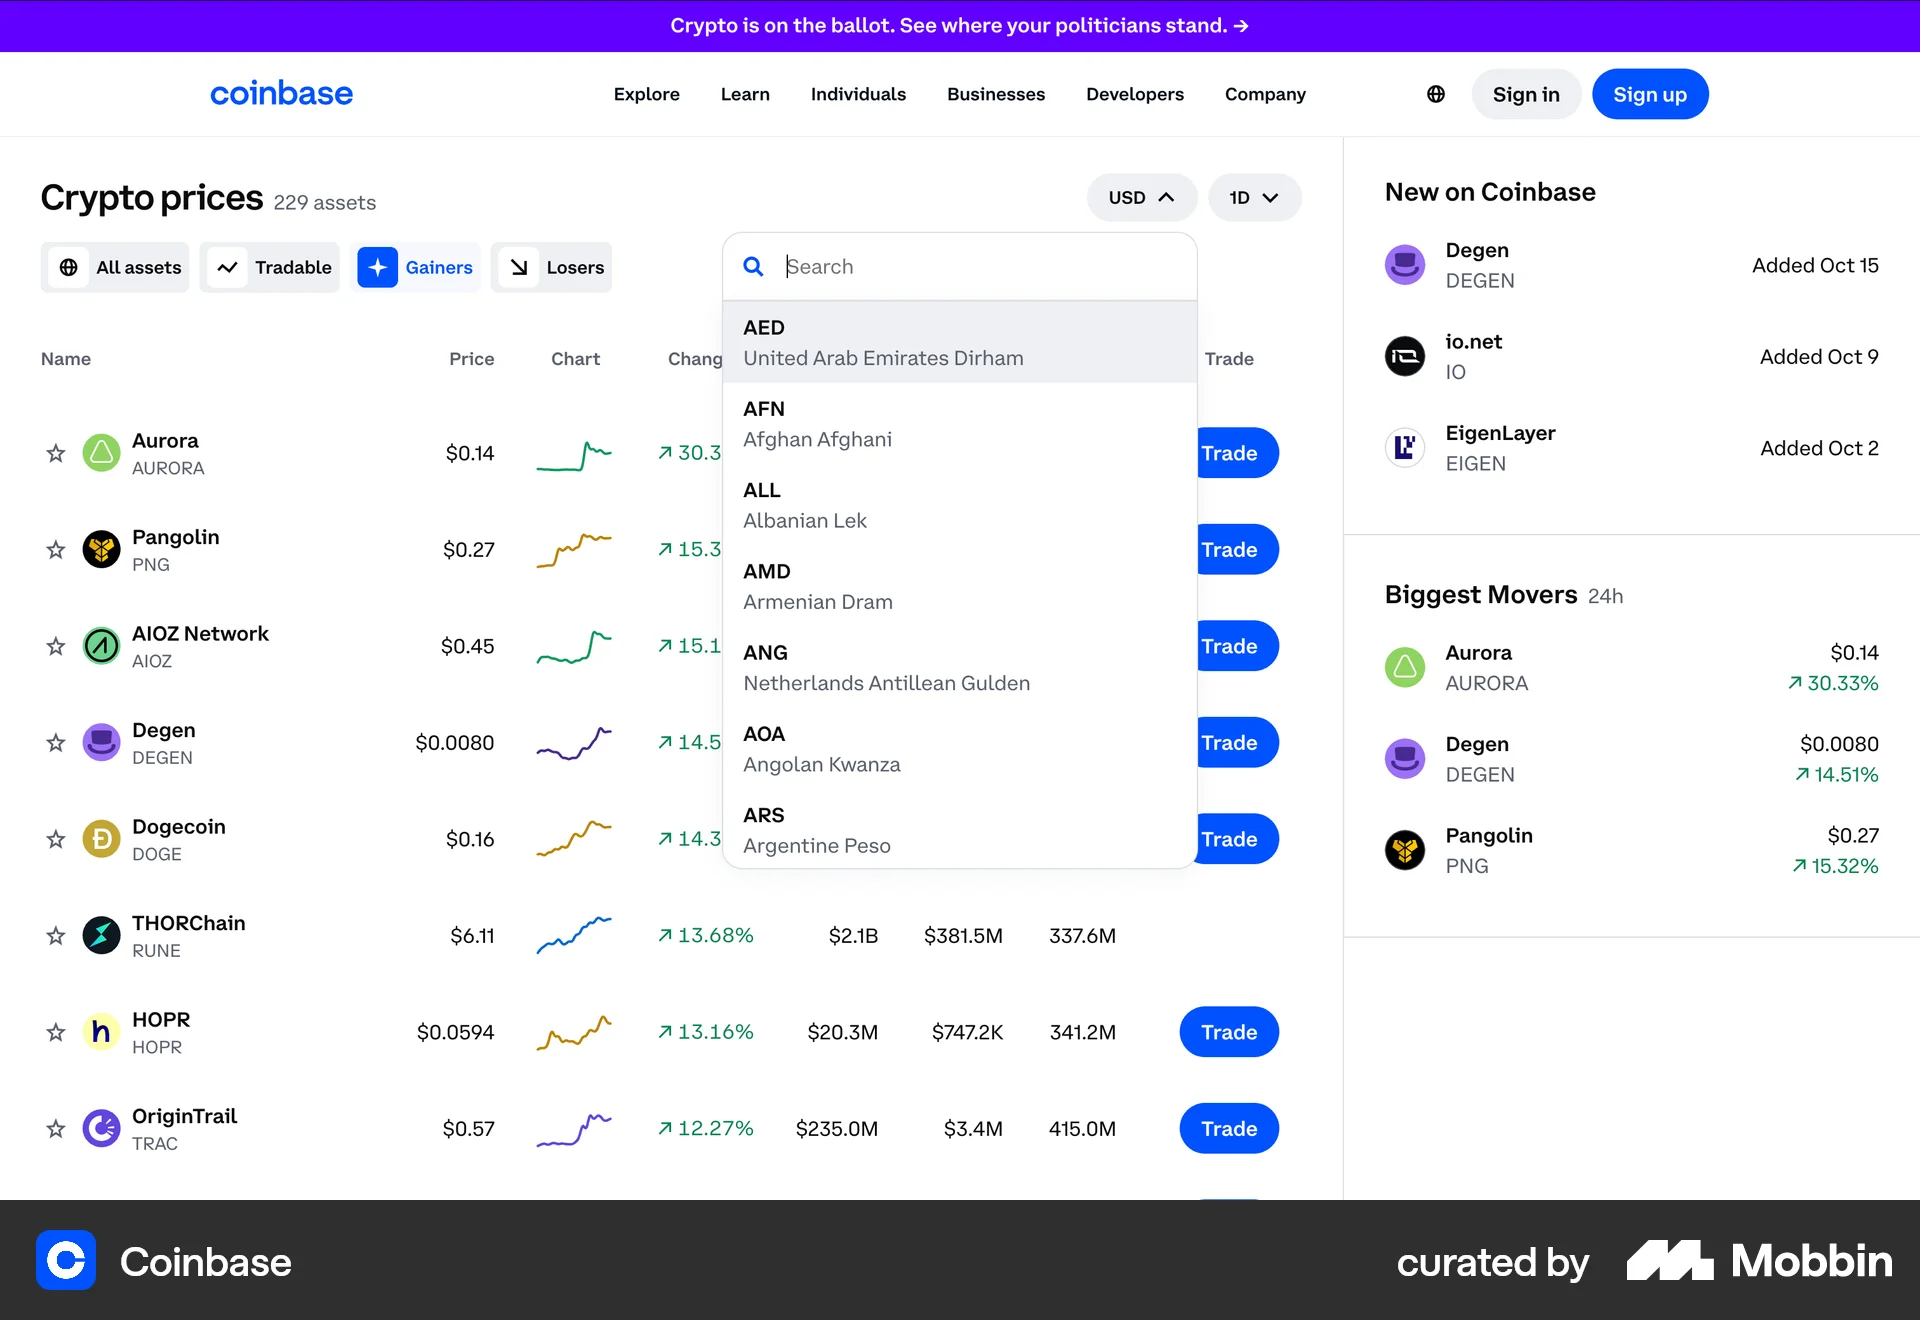 Crypto is on the ballot. See where your politicians stand. →
coinbase
Explore Learn Individuals Businesses Developers Company
Sign in Sign up
Crypto prices 229 assets
USD 1D
All assets Tradable Gainers Losers
Search
AED
United Arab Emirates Dirham
AFN
Afghan Afghani
ALL
Albanian Lek
AMD
Armenian Dram
ANG
Netherlands Antillean Gulden
AOA
Angolan Kwanza
ARS
Argentine Peso
Name Price Chart Chang Trade
Aurora
AURORA
$0.14 ↗ 30.3 Trade
Pangolin
PNG
$0.27 ↗ 15.3 Trade
AIOZ Network
AIOZ
$0.45 ↗ 15.1 Trade
Degen
DEGEN
$0.0080 ↗ 14.5 Trade
Dogecoin
DOGE
$0.16 ↗ 14.3 Trade
THORChain
RUNE
$6.11 ↗ 13.68% $2.1B $381.5M 337.6M
HOPR
HOPR
$0.0594 ↗ 13.16% $20.3M $747.2K 341.2M Trade
OriginTrail
TRAC
$0.57 ↗ 12.27% $235.0M $3.4M 415.0M Trade
New on Coinbase
Degen
DEGEN
Added Oct 15
io.net
IO
Added Oct 9
EigenLayer
EIGEN
Added Oct 2
Biggest Movers 24h
Aurora
AURORA
$0.14
↗ 30.33%
Degen
DEGEN
$0.0080
↗ 14.51%
Pangolin
PNG
$0.27
↗ 15.32%
Coinbase
curated by Mobbin